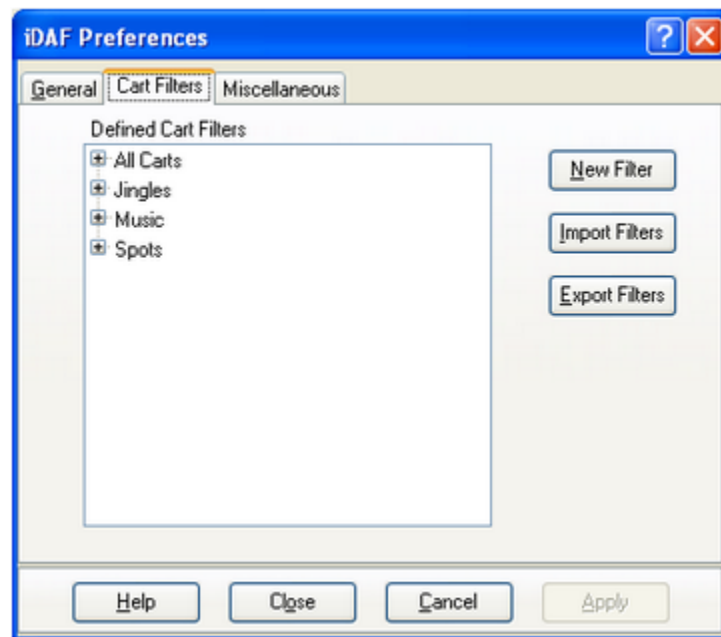 iDAF Preferences
General Cart Filters Miscellaneous
Defined Cart Filters
All Carts
Jingles
Music
Spots
New Filter
Import Filters
Export Filters
Help Close Cancel Apply